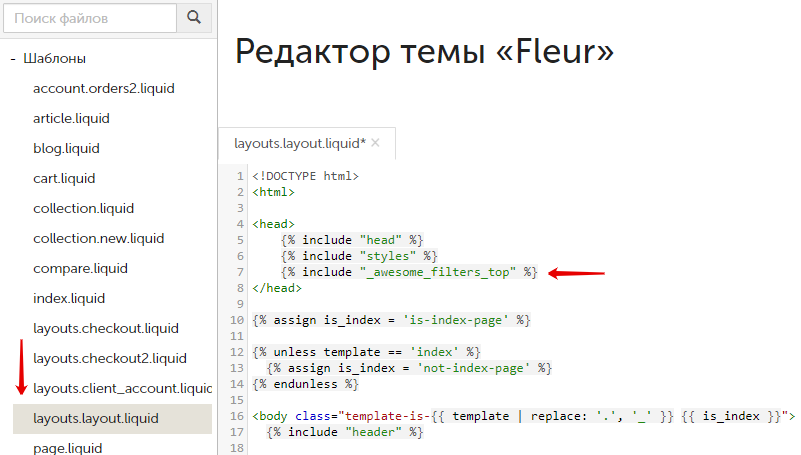 Поиск файлов
- Шаблоны
account.orders2.liquid
article.liquid
blog.liquid
cart.liquid
collection.liquid
collection.new.liquid
compare.liquid
index.liquid
layouts.checkout.liquid
layouts.checkout2.liquid
layouts.client_account.liquid
layouts.layout.liquid
page.liquid
Редактор темы «Fleur»
layouts.layout.liquid* ×
1 <!DOCTYPE html>
2 <html>
3
4 <head>
5 {% include "head" %}
6 {% include "styles" %}
7 {% include "_awesome_filters_top" %}
8 </head>
9
10 {% assign is_index = 'is-index-page' %}
11
12 {% unless template == 'index' %}
13 {% assign is_index = 'not-index-page' %}
14 {% endunless %}
15
16 <body class="template-is-{{ template | replace: '.', '_' }} {{ is_index }}">
17 {% include "header" %}
18